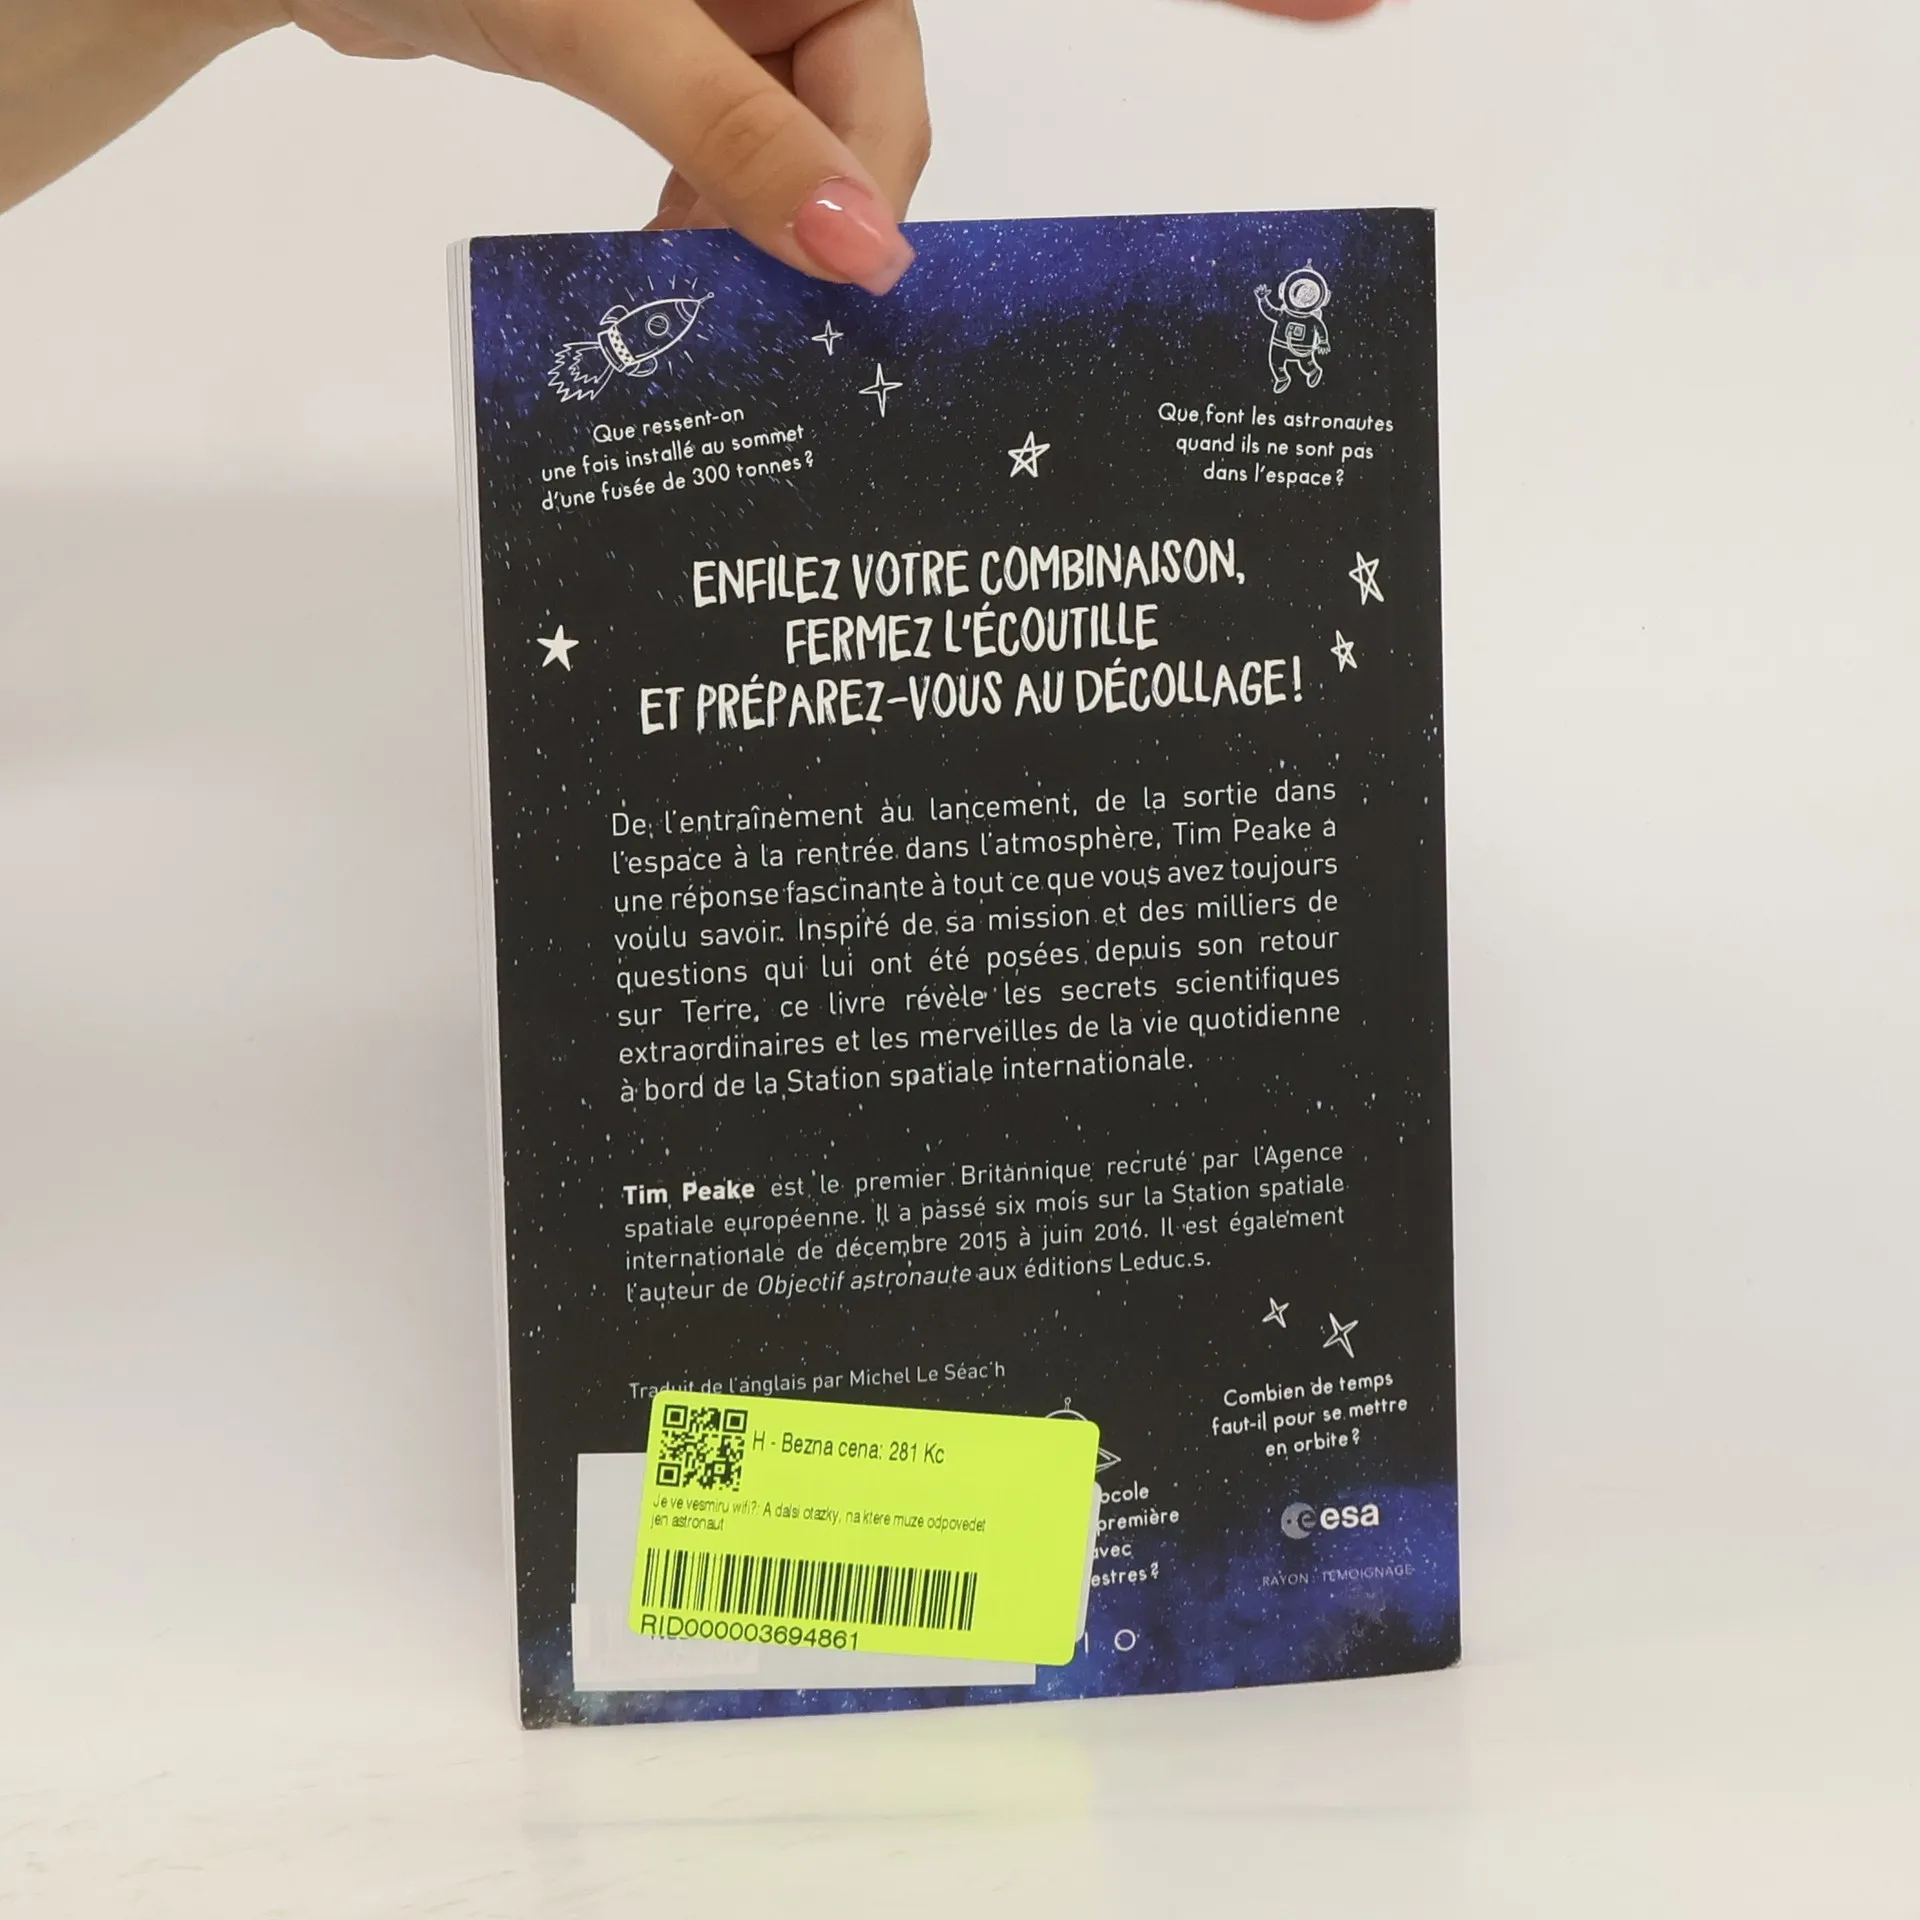 Que ressent-on
une fois installé au sommet
d'une fusée de 300 tonnes?
Que font les astronautes
quand ils ne sont pas
dans l'espace?
ENFILEZ VOTRE COMBINAISON,
FERMEZ L'ÉCOUTILLE
ET PRÉPAREZ-VOUS AU DÉCOLLAGE!
De l'entraînement au lancement, de la sortie dans
l'espace à la rentrée dans l'atmosphère, Tim Peake a
une réponse fascinante à tout ce que vous avez toujours
voulu savoir. Inspiré de sa mission et des milliers de
questions qui lui ont été posées depuis son retour
sur Terre, ce livre révèle les secrets scientifiques
extraordinaires et les merveilles de la vie quotidienne
à bord de la Station spatiale internationale.
Tim Peake est le premier Britannique recruté par l'Agence
spatiale européenne. Il a passé six mois sur la Station spatiale
internationale de décembre 2015 à juin 2016. Il est également
l'auteur de Objectif astronaute aux éditions Leduc.s.
Traduit de l'anglais par Michel Le Séac'h
Combien de temps
faut-il pour se mettre
en orbite?
H - Bezna cena: 281 Kc
Je ve vesmiru wifi?: A dalsi otazky, na ktere muze odpovedet
jen astronaut
RID000003694861
ocole
première
avec
estres?
esa
RAYON : TÉMOIGNAGE